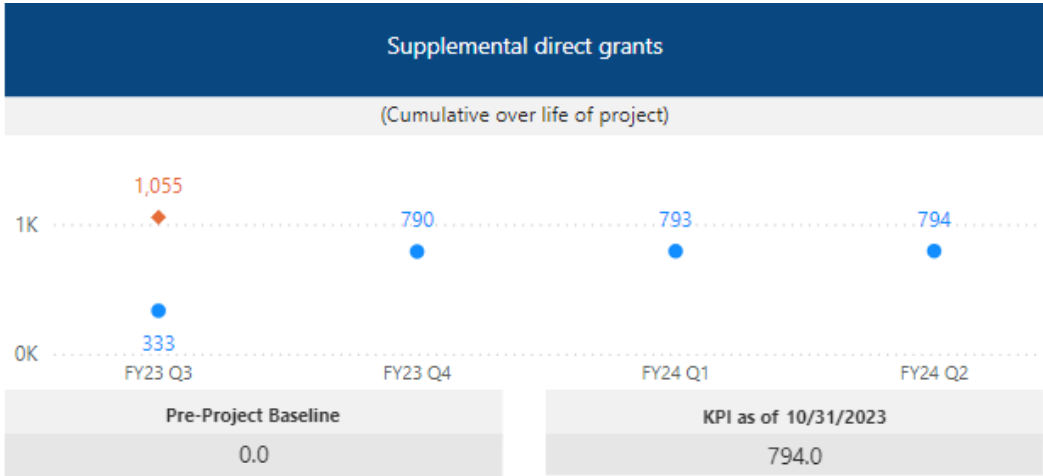 Supplemental direct grants
(Cumulative over life of project)
1,055
1K
790
793
794
333
0K
FY23 Q3
FY23 Q4
FY24 Q1
FY24 Q2
Pre-Project Baseline
KPI as of 10/31/2023
0.0
794.0